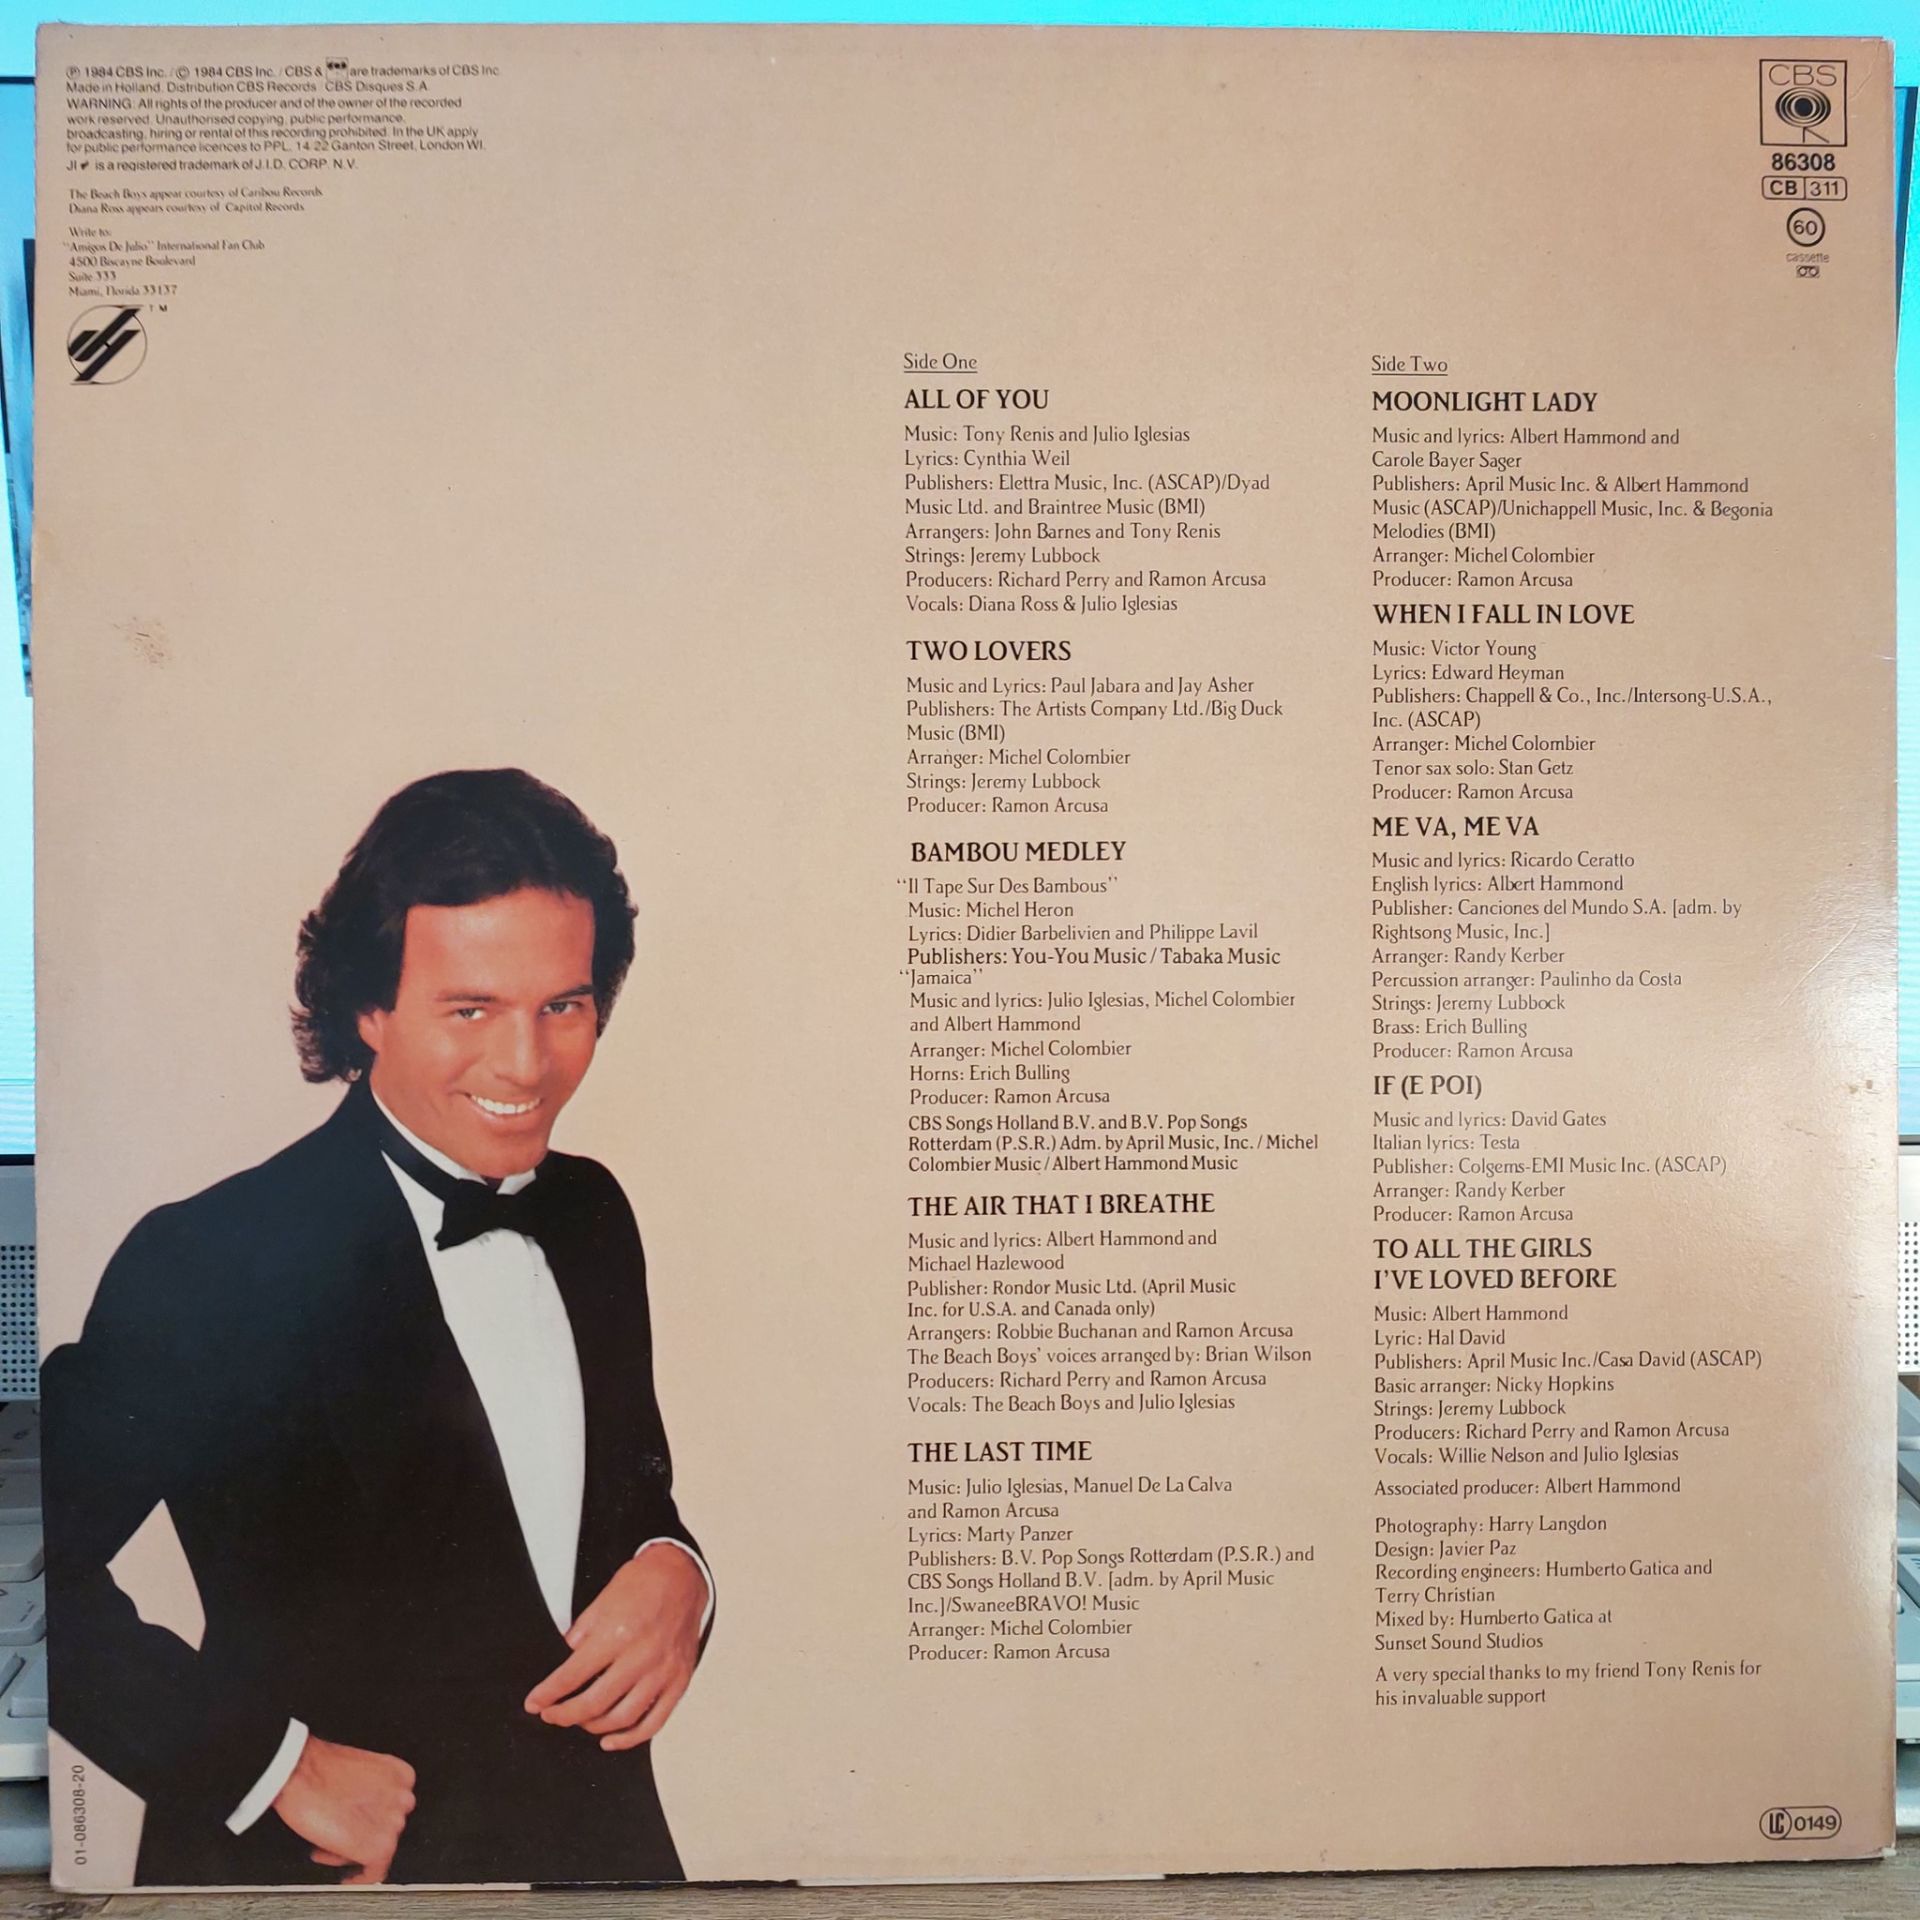 ℗ 1984 CBS Inc. / © 1984 CBS Inc. / CBS & are trademarks of CBS Inc.
Made in Holland. Distribution CBS Records CBS Disques S.A.
WARNING: All rights of the producer and of the owner of the recorded
work reserved. Unauthorised copying, public performance,
broadcasting, hiring or rental of this recording prohibited. In the UK apply
for public performance licences to PPL, 14 22 Ganton Street, London WI.
JI is a registered trademark of J.I.D. CORP. N.V.
The Beach Boys appear courtesy of Caribou Records
Diana Ross appears courtesy of Capitol Records
Write to:
"Amigos De Julio" International Fan Club
4500 Biscayne Boulevard
Suite 333
Miami, Florida 33137
TM
CBS
86308
CB 311
60
cassette
Side One
ALL OF YOU
Music: Tony Renis and Julio Iglesias
Lyrics: Cynthia Weil
Publishers: Elettra Music, Inc. (ASCAP)/Dyad
Music Ltd. and Braintree Music (BMI)
Arrangers: John Barnes and Tony Renis
Strings: Jeremy Lubbock
Producers: Richard Perry and Ramon Arcusa
Vocals: Diana Ross & Julio Iglesias
TWO LOVERS
Music and Lyrics: Paul Jabara and Jay Asher
Publishers: The Artists Company Ltd./Big Duck
Music (BMI)
Arranger: Michel Colombier
Strings: Jeremy Lubbock
Producer: Ramon Arcusa
BAMBOU MEDLEY
"Il Tape Sur Des Bambous"
Music: Michel Heron
Lyrics: Didier Barbelivien and Philippe Lavil
Publishers: You-You Music / Tabaka Music
"Jamaica"
Music and lyrics: Julio Iglesias, Michel Colombier
and Albert Hammond
Arranger: Michel Colombier
Horns: Erich Bulling
Producer: Ramon Arcusa
CBS Songs Holland B.V. and B.V. Pop Songs
Rotterdam (P.S.R.) Adm. by April Music, Inc. / Michel
Colombier Music / Albert Hammond Music
THE AIR THAT I BREATHE
Music and lyrics: Albert Hammond and
Michael Hazlewood
Publisher: Rondor Music Ltd. (April Music
Inc. for U.S.A. and Canada only)
Arrangers: Robbie Buchanan and Ramon Arcusa
The Beach Boys' voices arranged by: Brian Wilson
Producers: Richard Perry and Ramon Arcusa
Vocals: The Beach Boys and Julio Iglesias
THE LAST TIME
Music: Julio Iglesias, Manuel De La Calva
and Ramon Arcusa
Lyrics: Marty Panzer
Publishers: B.V. Pop Songs Rotterdam (P.S.R.) and
CBS Songs Holland B.V. [adm. by April Music
Inc.]/SwaneeBRAVO! Music
Arranger: Michel Colombier
Producer: Ramon Arcusa
Side Two
MOONLIGHT LADY
Music and lyrics: Albert Hammond and
Carole Bayer Sager
Publishers: April Music Inc. & Albert Hammond
Music (ASCAP)/Unichappell Music, Inc. & Begonia
Melodies (BMI)
Arranger: Michel Colombier
Producer: Ramon Arcusa
WHEN I FALL IN LOVE
Music: Victor Young
Lyrics: Edward Heyman
Publishers: Chappell & Co., Inc./Intersong-U.S.A.,
Inc. (ASCAP)
Arranger: Michel Colombier
Tenor sax solo: Stan Getz
Producer: Ramon Arcusa
ME VA, ME VA
Music and lyrics: Ricardo Ceratto
English lyrics: Albert Hammond
Publisher: Canciones del Mundo S.A. [adm. by
Rightsong Music, Inc.]
Arranger: Randy Kerber
Percussion arranger: Paulinho da Costa
Strings: Jeremy Lubbock
Brass: Erich Bulling
Producer: Ramon Arcusa
IF (E POI)
Music and lyrics: David Gates
Italian lyrics: Testa
Publisher: Colgems-EMI Music Inc. (ASCAP)
Arranger: Randy Kerber
Producer: Ramon Arcusa
TO ALL THE GIRLS
I'VE LOVED BEFORE
Music: Albert Hammond
Lyric: Hal David
Publishers: April Music Inc./Casa David (ASCAP)
Basic arranger: Nicky Hopkins
Strings: Jeremy Lubbock
Producers: Richard Perry and Ramon Arcusa
Vocals: Willie Nelson and Julio Iglesias
Associated producer: Albert Hammond
Photography: Harry Langdon
Design: Javier Paz
Recording engineers: Humberto Gatica and
Terry Christian
Mixed by: Humberto Gatica at
Sunset Sound Studios
A very special thanks to my friend Tony Renis for
his invaluable support
01-086308-20
LC 0149